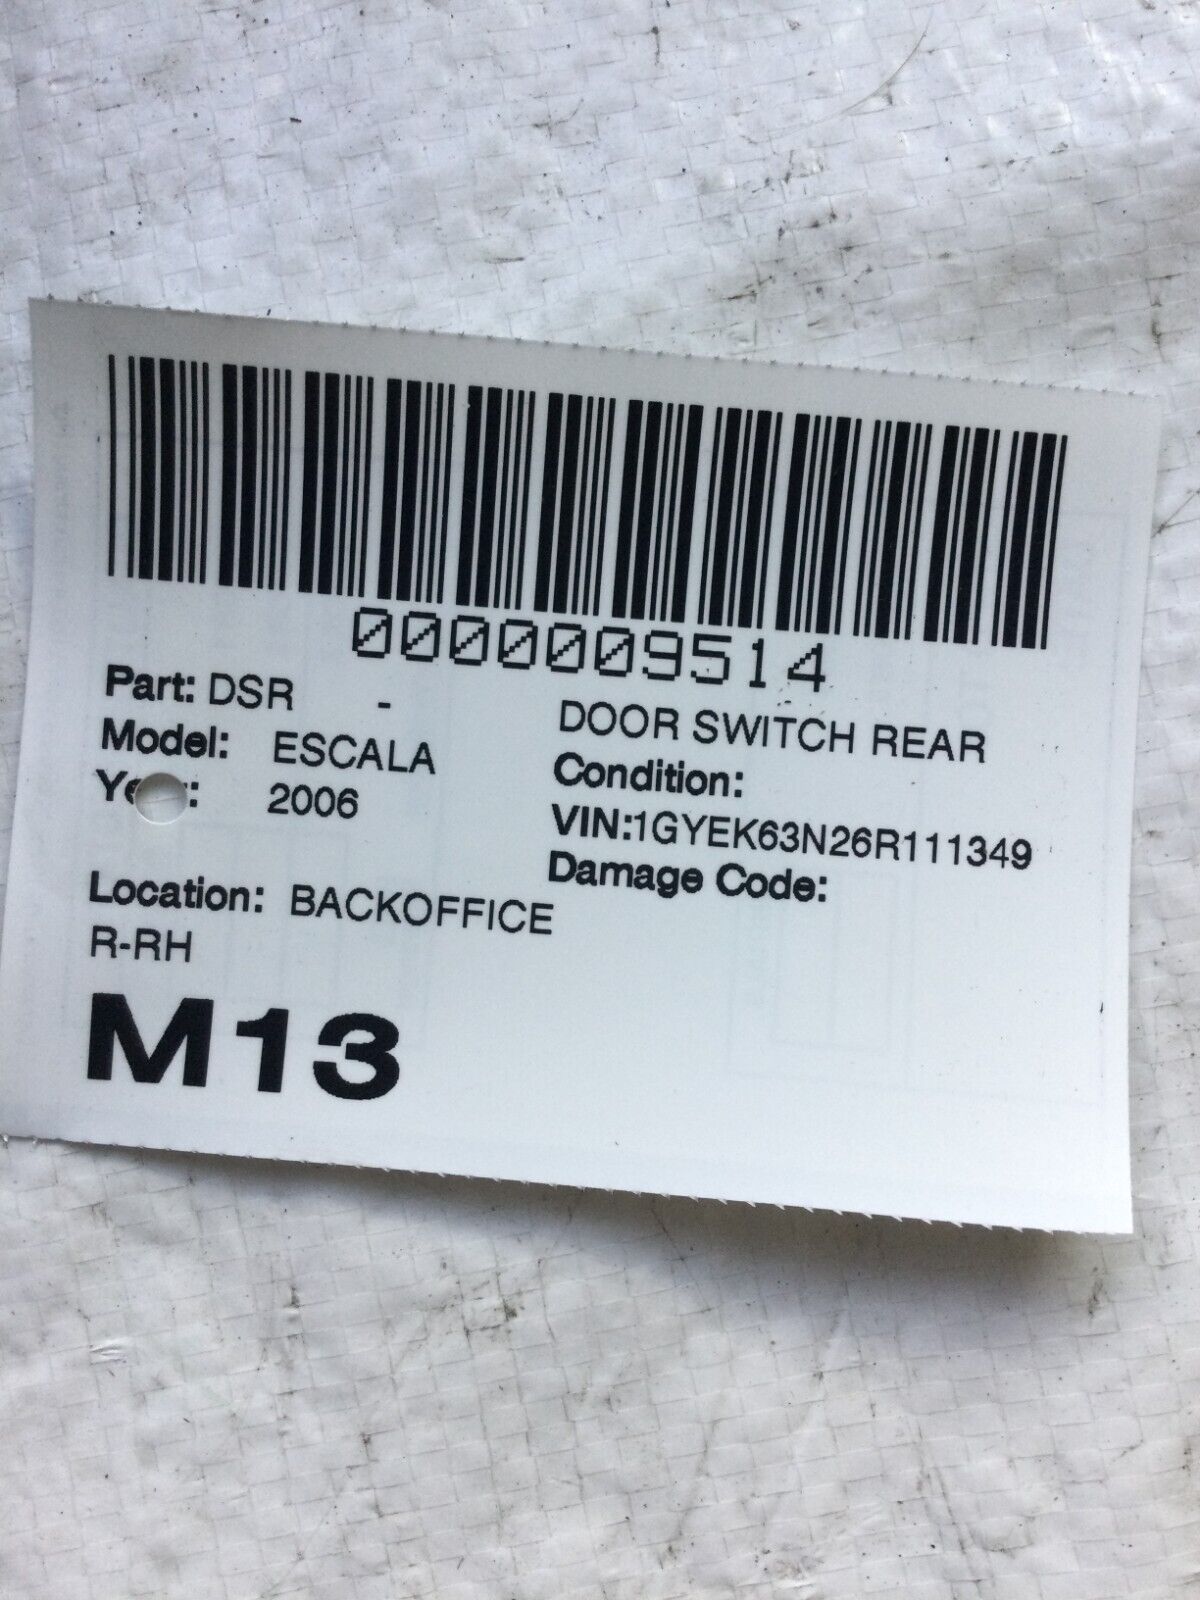 0000009514
Part: DSR - DOOR SWITCH REAR
Model: ESCALA Condition:
2006 VIN:1GYEK63N26R111349
Damage Code:
Location: BACKOFFICE
R-RH
M13